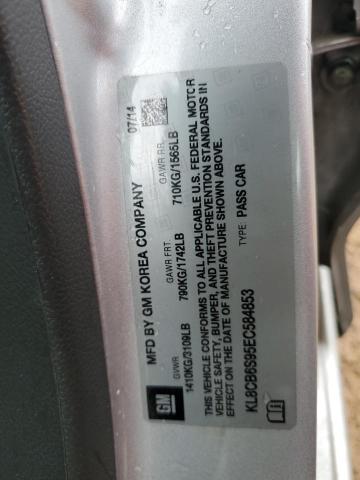 MFD BY GM KOREA COMPANY 07/14
GVWR GAWR FRT. GAWR RR.
1410KG/3109LB 790KG/1742LB 710KG/1565LB
THIS VEHICLE CONFORMS TO ALL APPLICABLE U.S. FEDERAL MOTOR
VEHICLE SAFETY, BUMPER, AND THEFT PREVENTION STANDARDS IN
EFFECT ON THE DATE OF MANUFACTURE SHOWN ABOVE.
KL8CB6S95EC584853 TYPE: PASS CAR
GM